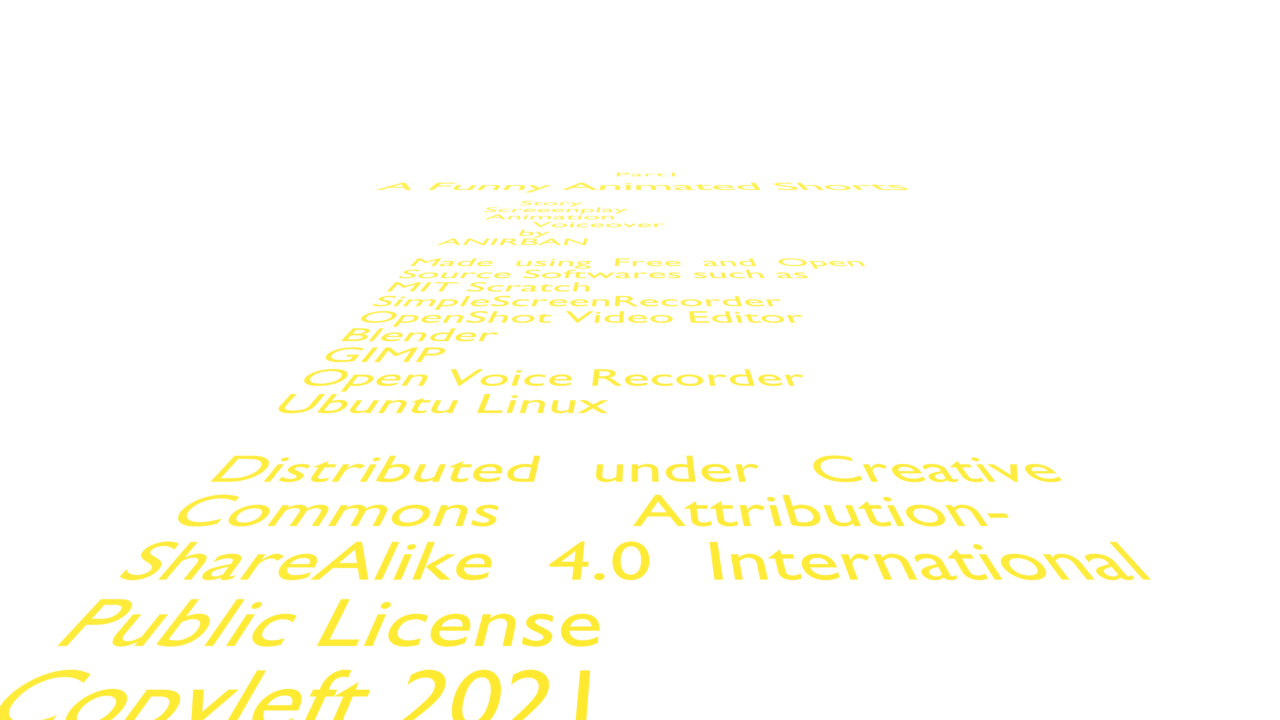 Part1
A Funny Animated Shorts
Story
Screeenplay
Animation
Voiceover
by
ANIRBAN
Made using Free and Open
Source Softwares such as
MIT Scratch
SimpleScreenRecorder
OpenShot Video Editor
Blender
GIMP
Open Voice Recorder
Ubuntu Linux
Distributed under Creative
Commons Attribution-
ShareAlike 4.0 International
Public License
Copyleft 2021